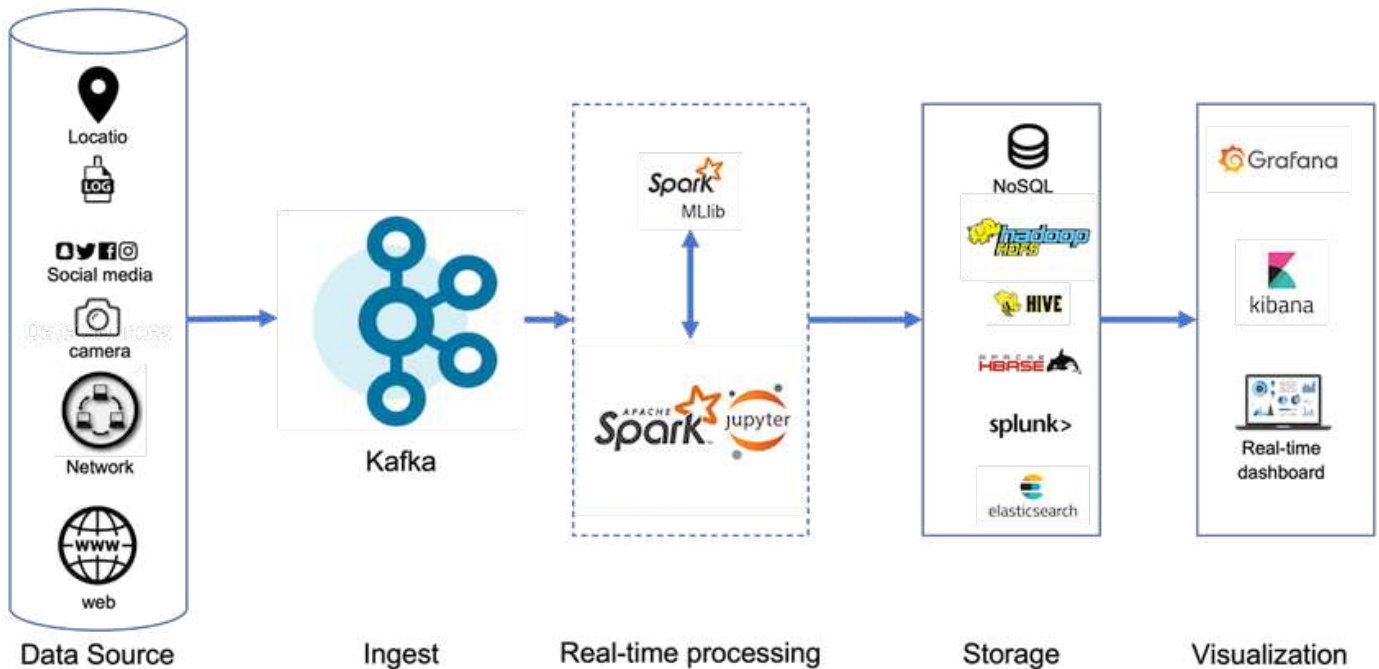 Locatio
LOG
Social media
camera
Network
WWW
web
Data Source
Kafka
Ingest
Spark
MLlib
APACHE
Spark
jupyter
Real-time processing
NoSQL
hadoop
HDFS
HIVE
APACHE
HBASE
splunk>
elasticsearch
Storage
Grafana
kibana
Real-time
dashboard
Visualization